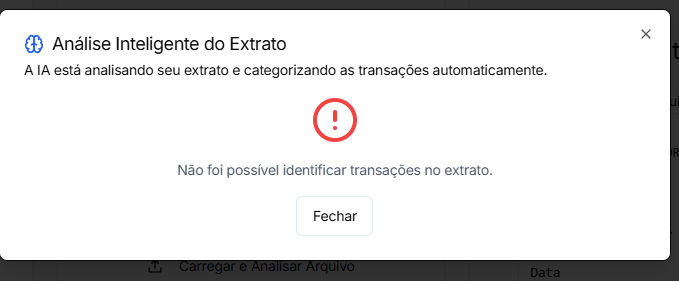 Análise Inteligente do Extrato
A IA está analisando seu extrato e categorizando as transações automaticamente.
Não foi possível identificar transações no extrato.
Fechar
Carregar e Analisar Arquivo
Data